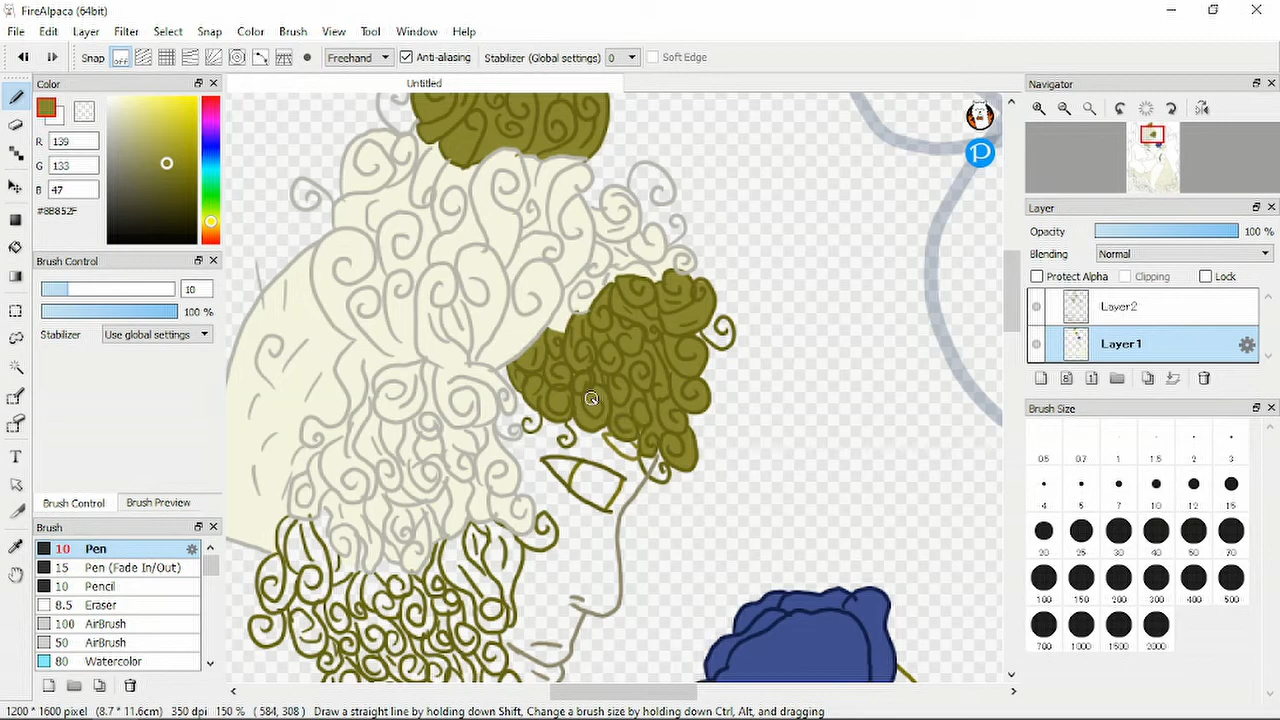 FireAlpaca (64bit)
File Edit Layer Filter Select Snap Color Brush View Tool Window Help
Snap off Freehand Anti-aliasing Stabilizer (Global settings) 0 Soft Edge
Color
Untitled
Navigator
R 139
G 133
B 47
#8B852F
Layer
Opacity 100 %
Blending Normal
Protect Alpha Clipping Lock
Layer2
Layer1
Brush Control
10
100 %
Stabilizer Use global settings
Brush Size
0.5 0.7 1 1.5 2 3
4 5 7 10 12 15
20 25 30 40 50 70
100 150 200 300 400 500
700 1000 1500 2000
Brush Control Brush Preview
Brush
10 Pen
15 Pen (Fade In/Out)
10 Pencil
8.5 Eraser
100 AirBrush
50 AirBrush
80 Watercolor
1200 * 1600 pixel (8.7 * 11.6cm) 350 dpi 150 % ( 584, 308 ) Draw a straight line by holding down Shift, Change a brush size by holding down Ctrl, Alt, and dragging